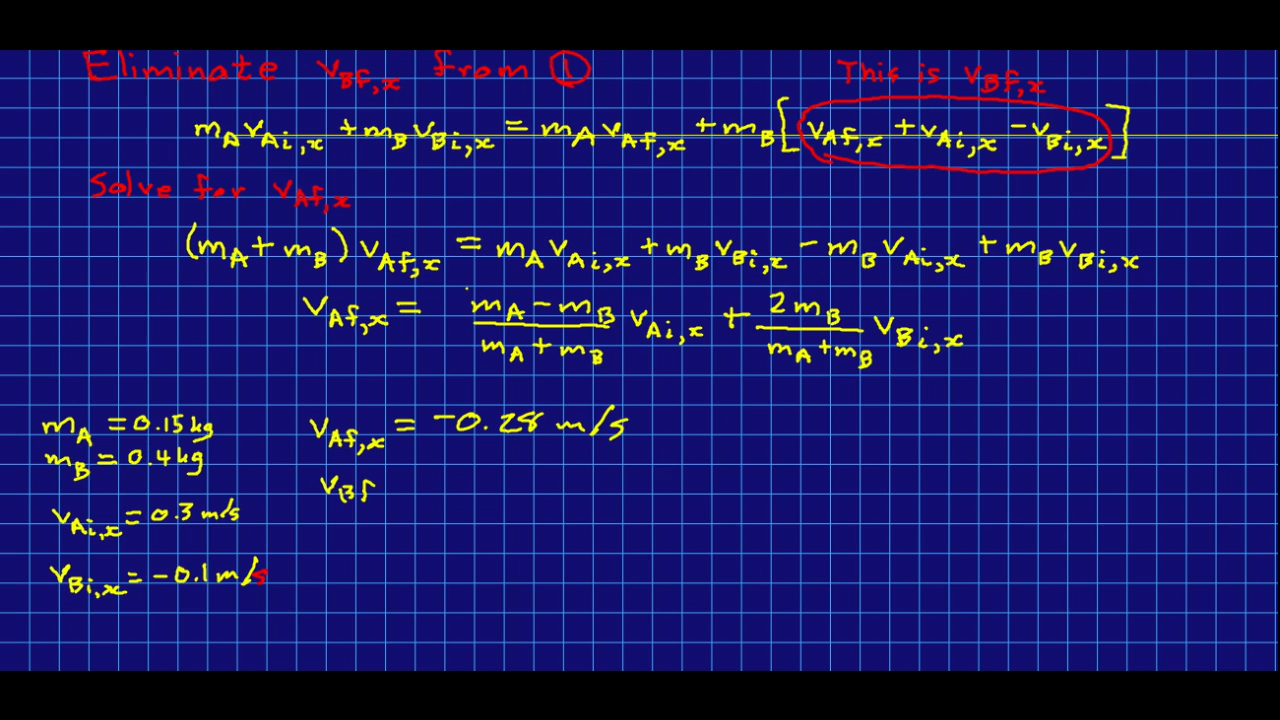 Eliminate v_Bf,x from ①
This is v_Bf,x
m_A v_Ai,x + m_B v_Bi,x = m_A v_Af,x + m_B [ v_Af,x + v_Ai,x - v_Bi,x ]
Solve for v_Af,x
(m_A + m_B) v_Af,x = m_A v_Ai,x + m_B v_Bi,x - m_B v_Ai,x + m_B v_Bi,x
v_Af,x = (m_A - m_B)/(m_A + m_B) v_Ai,x + (2 m_B)/(m_A + m_B) v_Bi,x
m_A = 0.15 kg
v_Af,x = -0.28 m/s
m_B = 0.4 kg
v_Bf
v_Ai,x = 0.3 m/s
v_Bi,x = -0.1 m/s